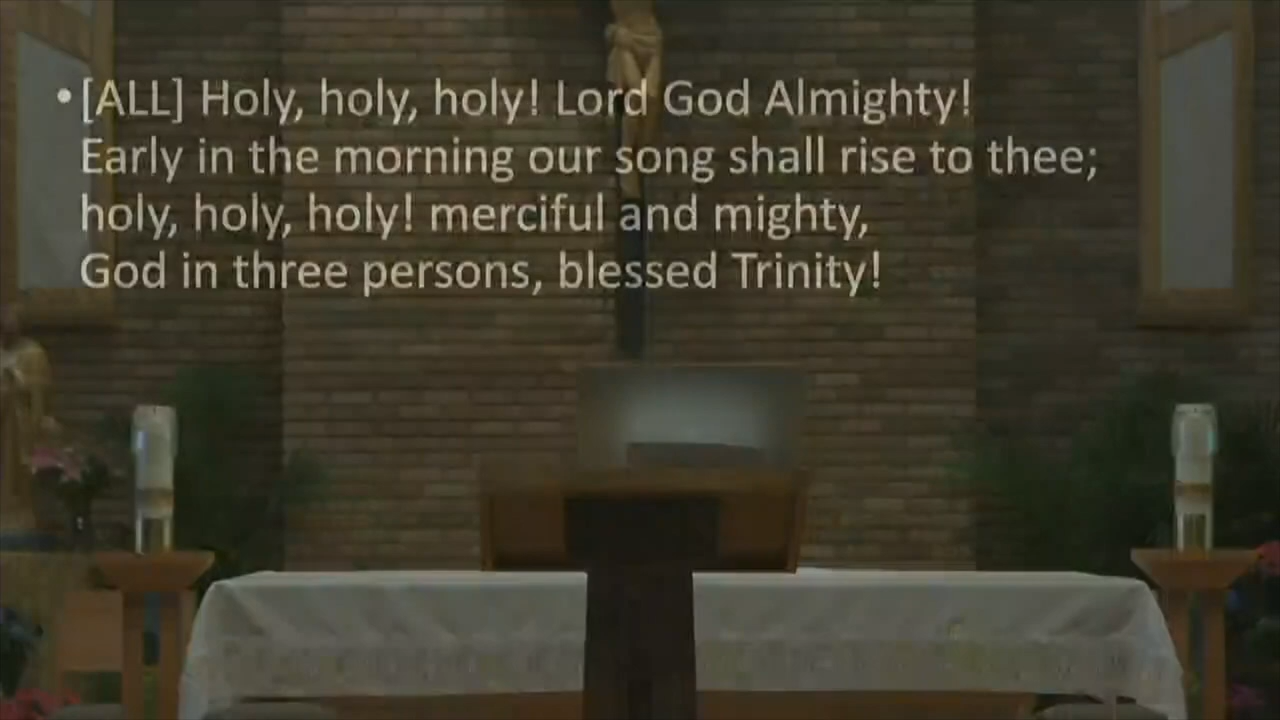 • [ALL] Holy, holy, holy! Lord God Almighty!
Early in the morning our song shall rise to thee;
holy, holy, holy! merciful and mighty,
God in three persons, blessed Trinity!